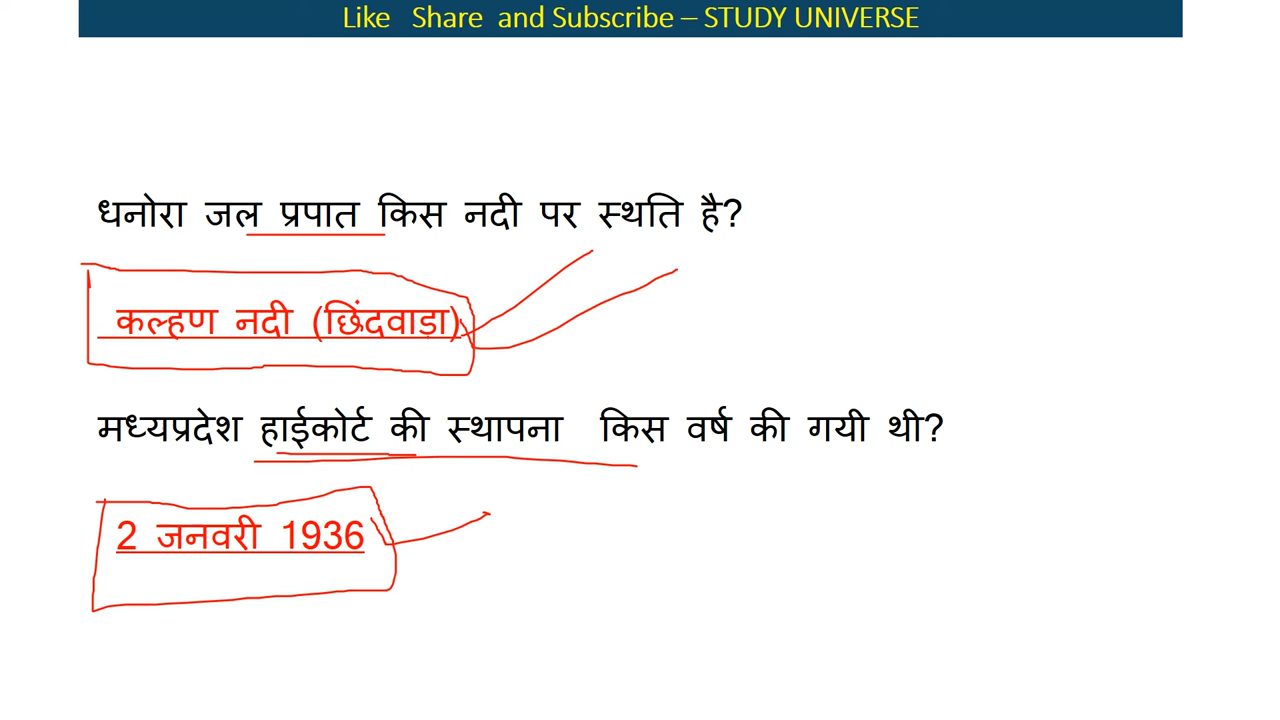 Like Share and Subscribe – STUDY UNIVERSE
धनोरा जल प्रपात किस नदी पर स्थति है?
कल्हण नदी (छिंदवाडा)
मध्यप्रदेश हाईकोर्ट की स्थापना किस वर्ष की गयी थी?
2 जनवरी 1936